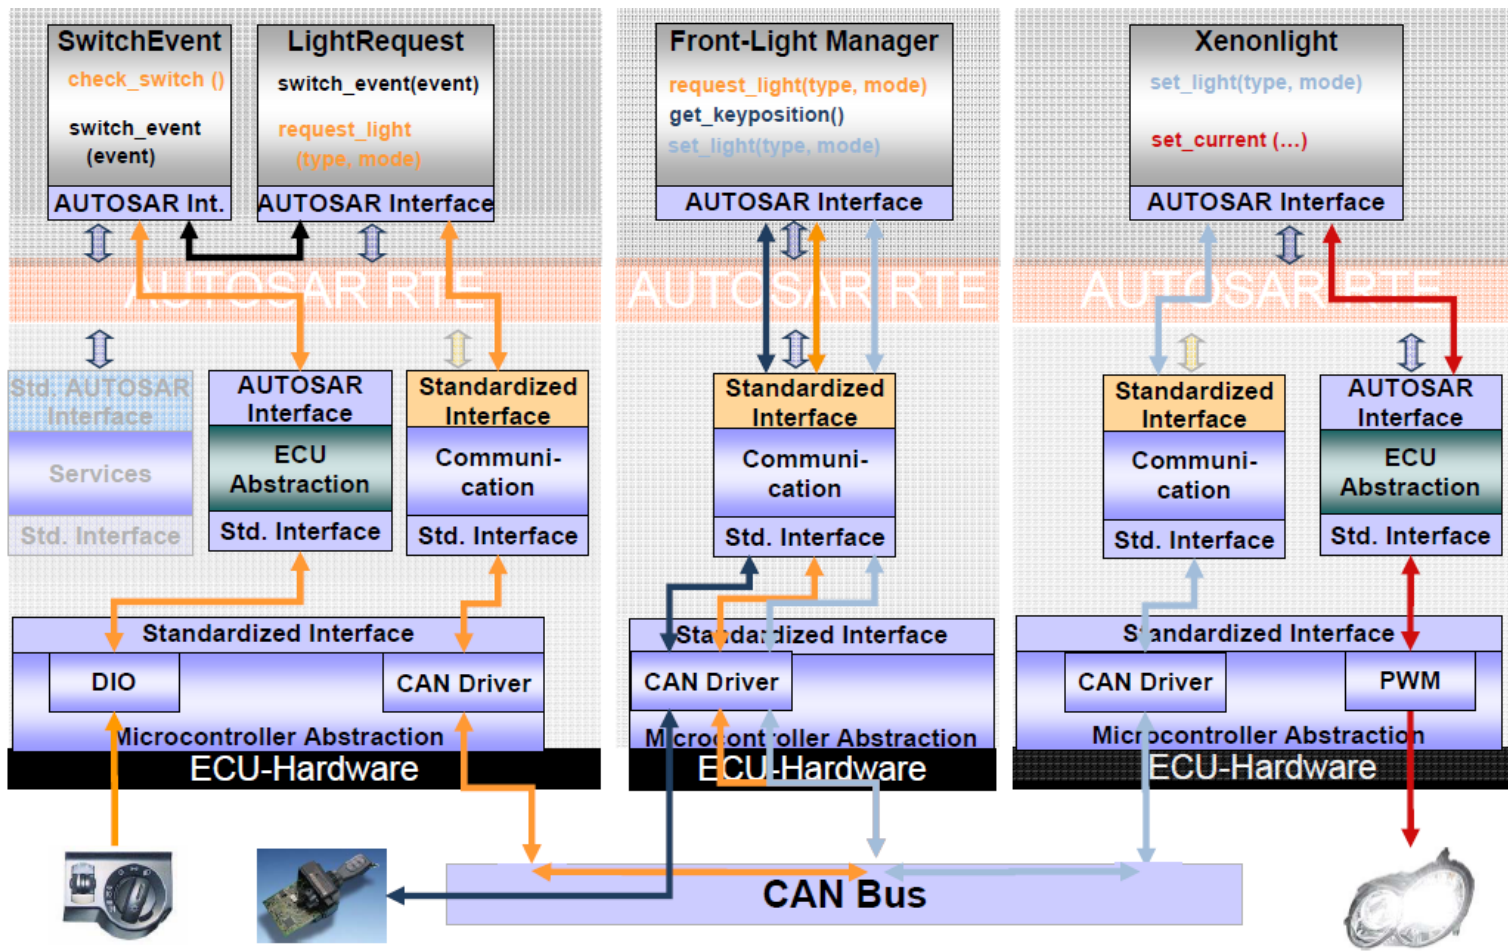 SwitchEvent
check_switch ()
switch_event
(event)
AUTOSAR Int.
LightRequest
switch_event(event)
request_light
(type, mode)
AUTOSAR Interface
AUTOSAR RTE
Std. AUTOSAR
Interface
Services
Std. Interface
AUTOSAR
Interface
ECU
Abstraction
Std. Interface
Standardized
Interface
Communi-
cation
Std. Interface
Standardized Interface
DIO
CAN Driver
Microcontroller Abstraction
ECU-Hardware
Front-Light Manager
request_light(type, mode)
get_keyposition()
set_light(type, mode)
AUTOSAR Interface
AUTOSAR RTE
Standardized
Interface
Communi-
cation
Std. Interface
Standardized Interface
CAN Driver
Microcontroller Abstraction
ECU-Hardware
Xenonlight
set_light(type, mode)
set_current (…)
AUTOSAR Interface
AUTOSAR RTE
Standardized
Interface
Communi-
cation
Std. Interface
AUTOSAR
Interface
ECU
Abstraction
Std. Interface
Standardized Interface
CAN Driver
PWM
Microcontroller Abstraction
ECU-Hardware
CAN Bus